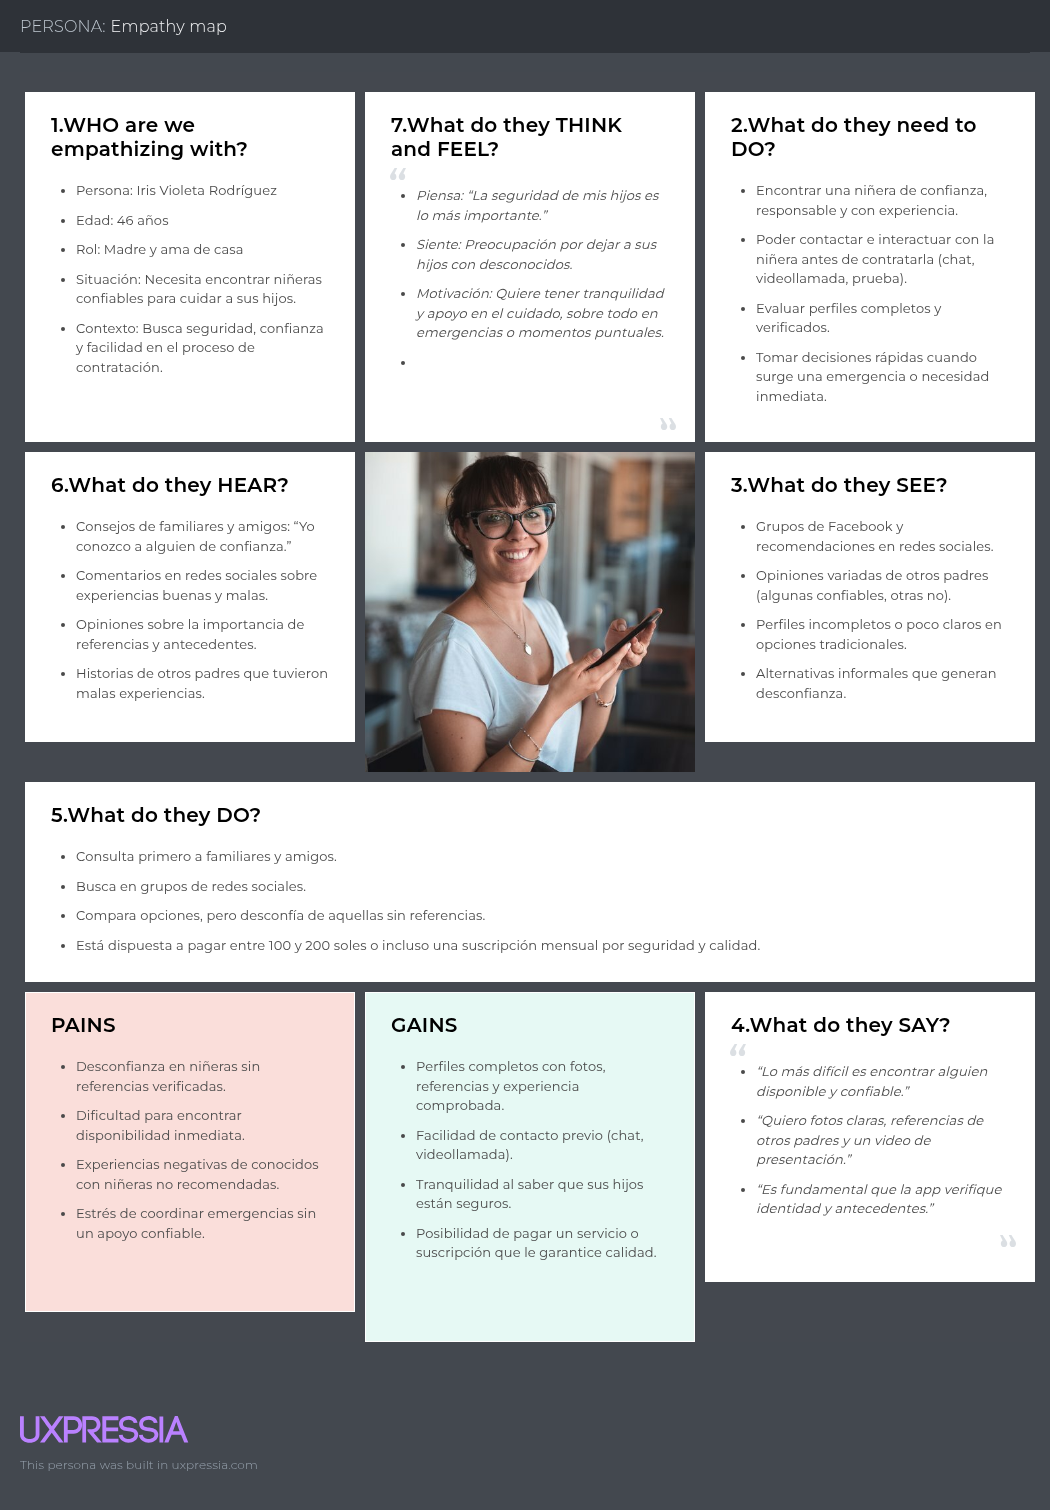 PERSONA: Empathy map
1.WHO are we
empathizing with?
• Persona: Iris Violeta Rodríguez
• Edad: 46 años
• Rol: Madre y ama de casa
• Situación: Necesita encontrar niñeras
confiables para cuidar a sus hijos.
• Contexto: Busca seguridad, confianza
y facilidad en el proceso de
contratación.
7.What do they THINK
and FEEL?
“
• Piensa: “La seguridad de mis hijos es
lo más importante.”
• Siente: Preocupación por dejar a sus
hijos con desconocidos.
• Motivación: Quiere tener tranquilidad
y apoyo en el cuidado, sobre todo en
emergencias o momentos puntuales.
•
”
2.What do they need to
DO?
• Encontrar una niñera de confianza,
responsable y con experiencia.
• Poder contactar e interactuar con la
niñera antes de contratarla (chat,
videollamada, prueba).
• Evaluar perfiles completos y
verificados.
• Tomar decisiones rápidas cuando
surge una emergencia o necesidad
inmediata.
6.What do they HEAR?
• Consejos de familiares y amigos: “Yo
conozco a alguien de confianza.”
• Comentarios en redes sociales sobre
experiencias buenas y malas.
• Opiniones sobre la importancia de
referencias y antecedentes.
• Historias de otros padres que tuvieron
malas experiencias.
3.What do they SEE?
• Grupos de Facebook y
recomendaciones en redes sociales.
• Opiniones variadas de otros padres
(algunas confiables, otras no).
• Perfiles incompletos o poco claros en
opciones tradicionales.
• Alternativas informales que generan
desconfianza.
5.What do they DO?
• Consulta primero a familiares y amigos.
• Busca en grupos de redes sociales.
• Compara opciones, pero desconfía de aquellas sin referencias.
• Está dispuesta a pagar entre 100 y 200 soles o incluso una suscripción mensual por seguridad y calidad.
PAINS
• Desconfianza en niñeras sin
referencias verificadas.
• Dificultad para encontrar
disponibilidad inmediata.
• Experiencias negativas de conocidos
con niñeras no recomendadas.
• Estrés de coordinar emergencias sin
un apoyo confiable.
GAINS
• Perfiles completos con fotos,
referencias y experiencia
comprobada.
• Facilidad de contacto previo (chat,
videollamada).
• Tranquilidad al saber que sus hijos
están seguros.
• Posibilidad de pagar un servicio o
suscripción que le garantice calidad.
4.What do they SAY?
“
• “Lo más difícil es encontrar alguien
disponible y confiable.”
• “Quiero fotos claras, referencias de
otros padres y un video de
presentación.”
• “Es fundamental que la app verifique
identidad y antecedentes.”
”
UXPRESSIA
This persona was built in uxpressia.com